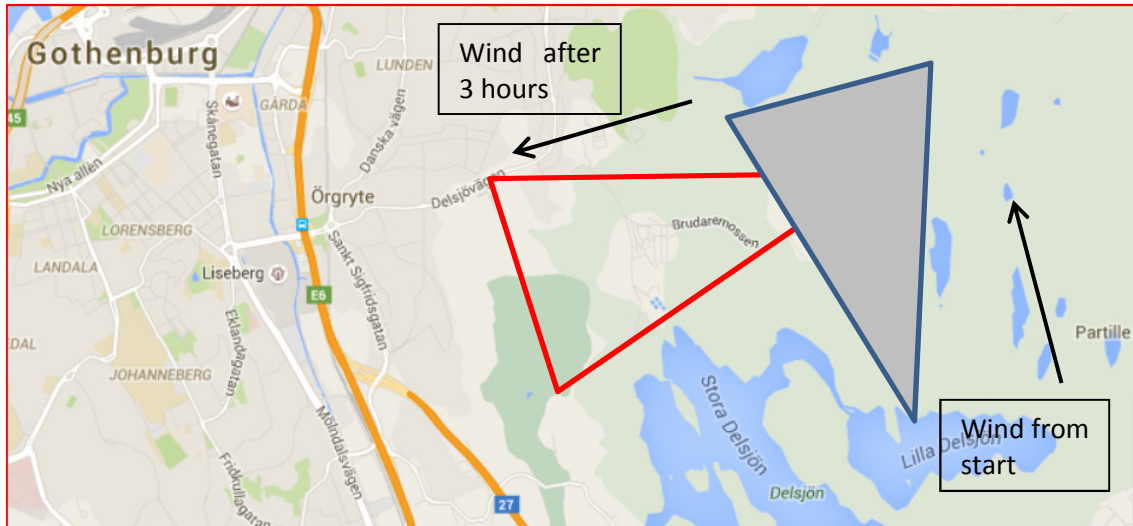 Gothenburg
45
Nya allén
Skånegatan
GÅRDA
LUNDEN
Danska vägen
Wind after
3 hours
Örgryte
Delsjövägen
LORENSBERG
LANDALA
Liseberg
Sankt Sigfridsgatan
E6
Brudaremossen
EDAL
JOHANNEBERG
Eklandagatan
Fridkullagatan
Mölndalsvägen
27
Stora Delsjön
Delsjön
Lilla Delsjön
Partille
Wind from
start